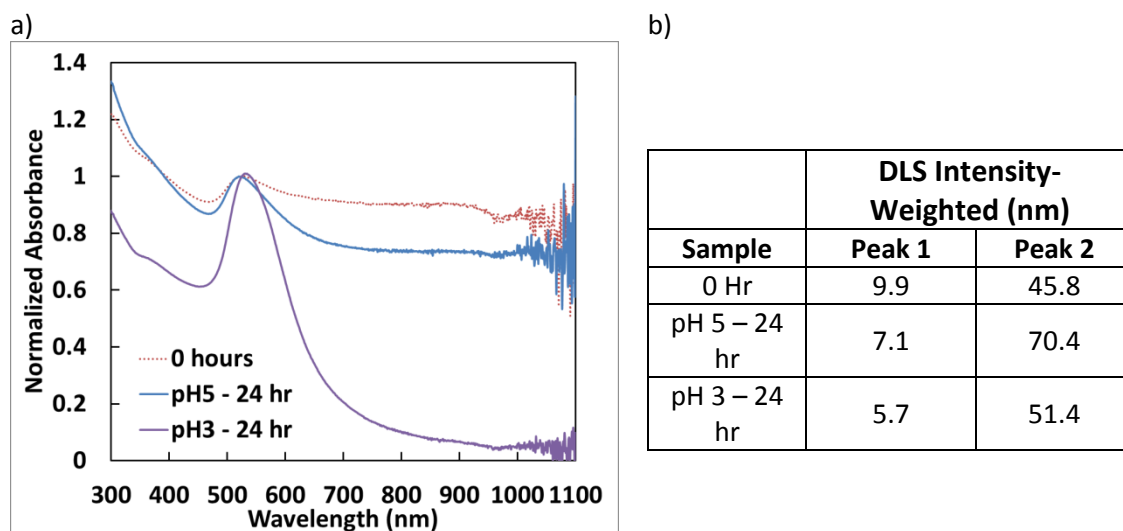 a)
b)
1.4
1.2
1
0.8
0.6
0.4
0.2
0
Normalized Absorbance
0 hours
pH5 - 24 hr
pH3 - 24 hr
300 400 500 600 700 800 900 1000 1100
Wavelength (nm)
DLS Intensity-
Weighted (nm)
Sample Peak 1 Peak 2
0 Hr 9.9 45.8
pH 5 – 24
hr 7.1 70.4
pH 3 – 24
hr 5.7 51.4